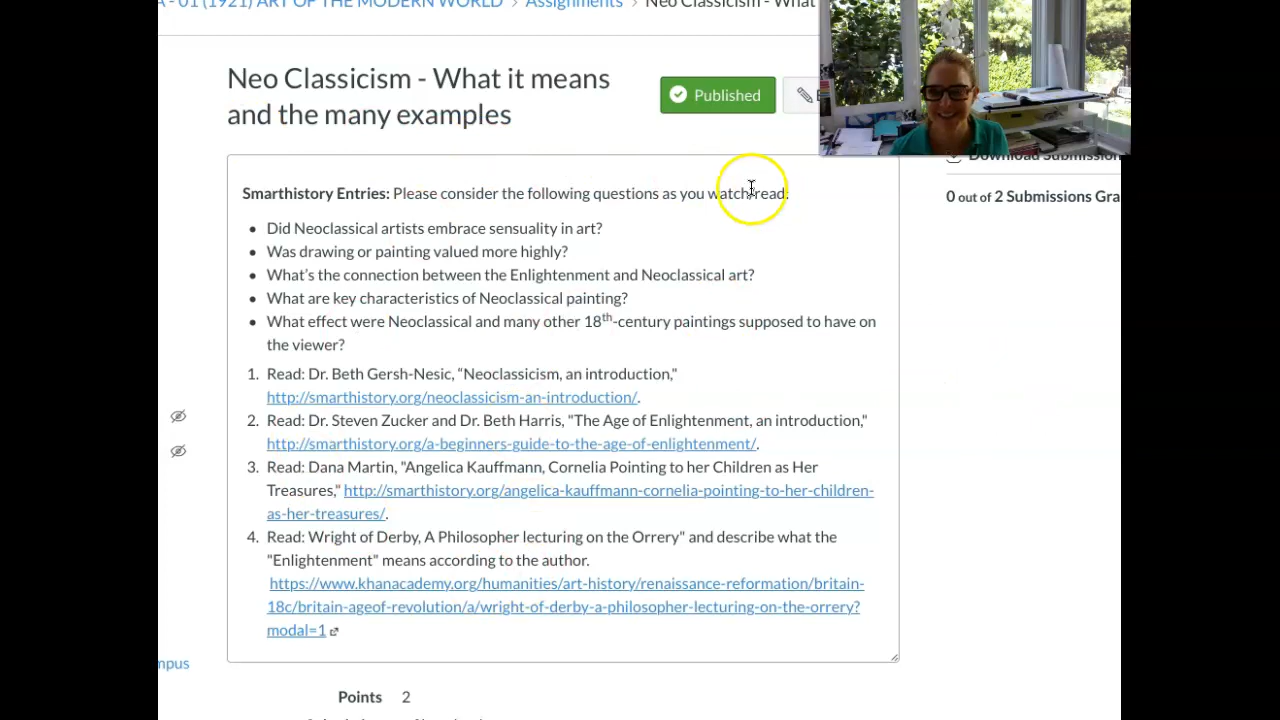 A - 01 (1921) ART OF THE MODERN WORLD > Assignments > Neo Classicism - What
Neo Classicism - What it means
and the many examples
Published
Download Submission
0 out of 2 Submissions Gra
Smarthistory Entries: Please consider the following questions as you watch/read:
• Did Neoclassical artists embrace sensuality in art?
• Was drawing or painting valued more highly?
• What's the connection between the Enlightenment and Neoclassical art?
• What are key characteristics of Neoclassical painting?
• What effect were Neoclassical and many other 18th-century paintings supposed to have on
the viewer?
1. Read: Dr. Beth Gersh-Nesic, "Neoclassicism, an introduction,"
http://smarthistory.org/neoclassicism-an-introduction/.
2. Read: Dr. Steven Zucker and Dr. Beth Harris, "The Age of Enlightenment, an introduction,"
http://smarthistory.org/a-beginners-guide-to-the-age-of-enlightenment/.
3. Read: Dana Martin, "Angelica Kauffmann, Cornelia Pointing to her Children as Her
Treasures," http://smarthistory.org/angelica-kauffmann-cornelia-pointing-to-her-children-
as-her-treasures/.
4. Read: Wright of Derby, A Philosopher lecturing on the Orrery" and describe what the
"Enlightenment" means according to the author.
https://www.khanacademy.org/humanities/art-history/renaissance-reformation/britain-
18c/britain-ageof-revolution/a/wright-of-derby-a-philosopher-lecturing-on-the-orrery?
modal=1
mpus
Points 2